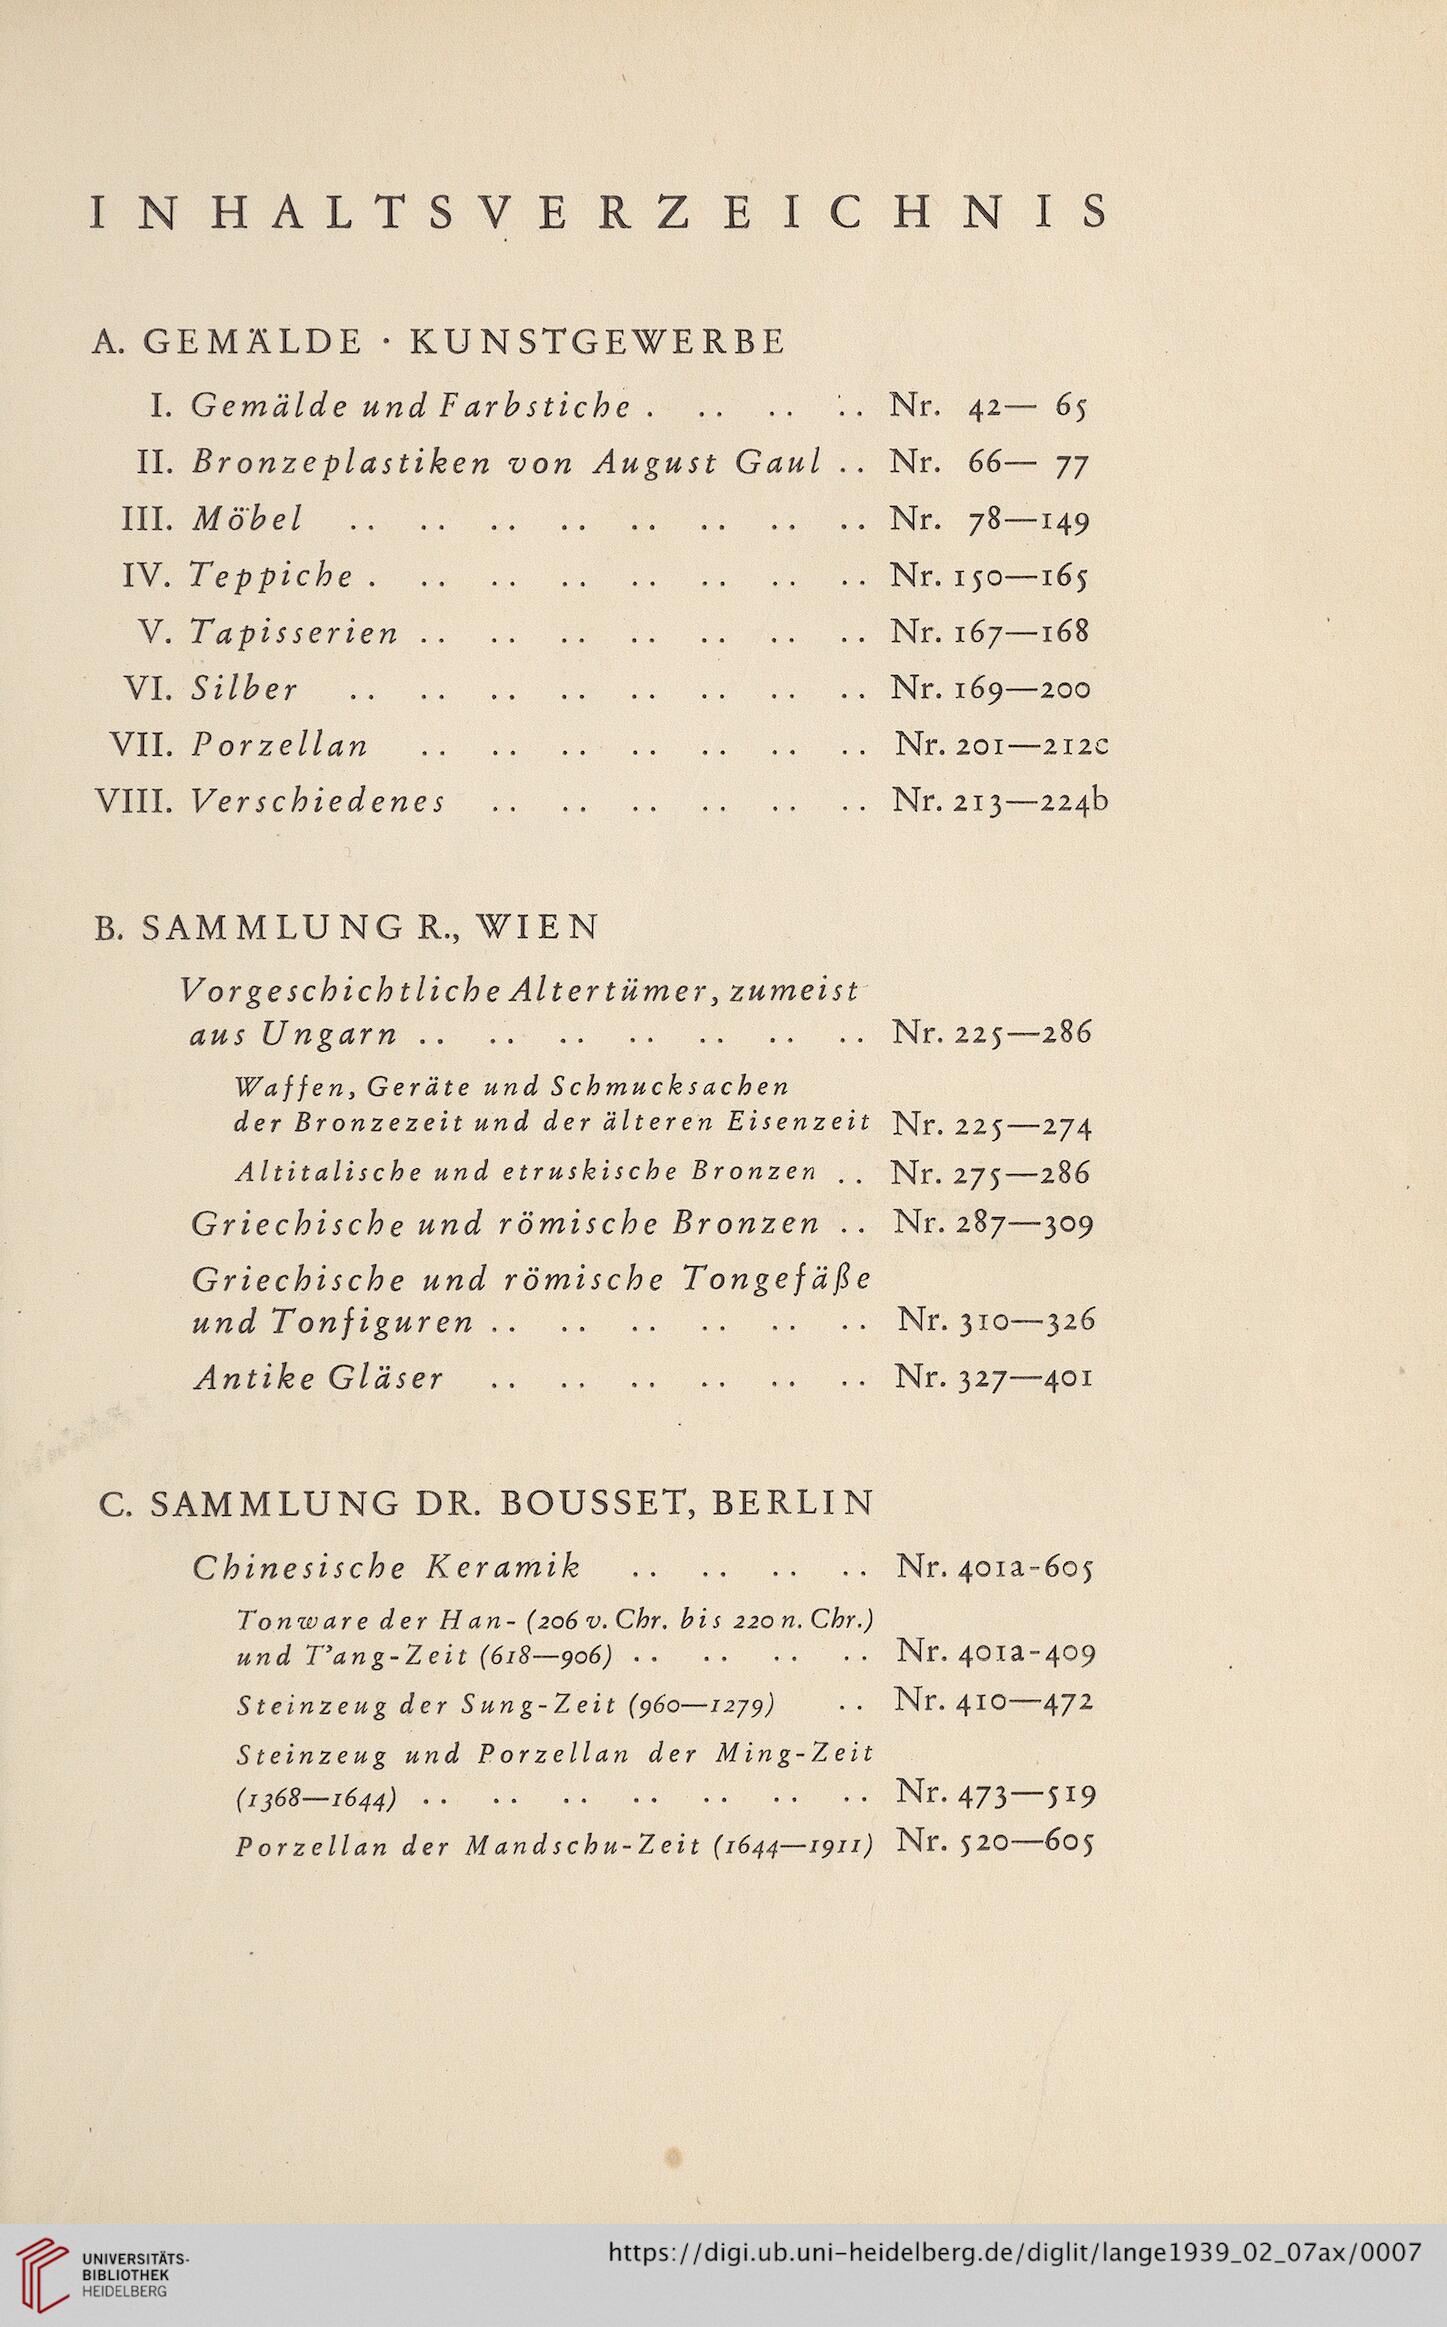 INHALTSVERZEICHNIS
A. GEMÄLDE · KUNSTGEWERBE
I. Gemälde und Farbstiche . .. .. .. Nr. 42— 65
II. Bronzeplastiken von August Gaul .. Nr. 66— 77
III. Möbel .. .. .. .. .. .. .. .. Nr. 78—149
IV. Teppiche . .. .. .. .. .. .. .. Nr. 150—165
V. Tapisserien .. .. .. .. .. .. .. Nr. 167—168
VI. Silber .. .. .. .. .. .. .. .. Nr. 169—200
VII. Porzellan .. .. .. .. .. .. .. Nr. 201—212c
VIII. Verschiedenes .. .. .. .. .. .. Nr. 213—224b
B. SAMMLUNG R., WIEN
Vorgeschichtliche Altertümer, zumeist
aus Ungarn .. .. .. .. .. .. .. Nr. 225—286
Waffen, Geräte und Schmucksachen
der Bronzezeit und der älteren Eisenzeit Nr. 225—274
Altitalische und etruskische Bronzen .. Nr. 275—286
Griechische und römische Bronzen .. Nr. 287—309
Griechische und römische Tongefäße
und Tonfiguren .. .. .. .. .. .. Nr. 310—326
Antike Gläser .. .. .. .. .. .. Nr. 327—401
C. SAMMLUNG DR. BOUSSET, BERLIN
Chinesische Keramik .. .. .. .. Nr. 401a-605
Tonware der Han- (206 v. Chr. bis 220 n. Chr.)
und T'ang-Zeit (618—906) .. .. .. .. Nr. 401a-409
Steinzeug der Sung-Zeit (960—1279) .. Nr. 410—472
Steinzeug und Porzellan der Ming-Zeit
(1368—1644) .. .. .. .. .. .. .. Nr. 473—519
Porzellan der Mandschu-Zeit (1644—1911) Nr. 520—605
UNIVERSITÄTS-
BIBLIOTHEK
HEIDELBERG
https://digi.ub.uni-heidelberg.de/diglit/lange1939_02_07ax/0007